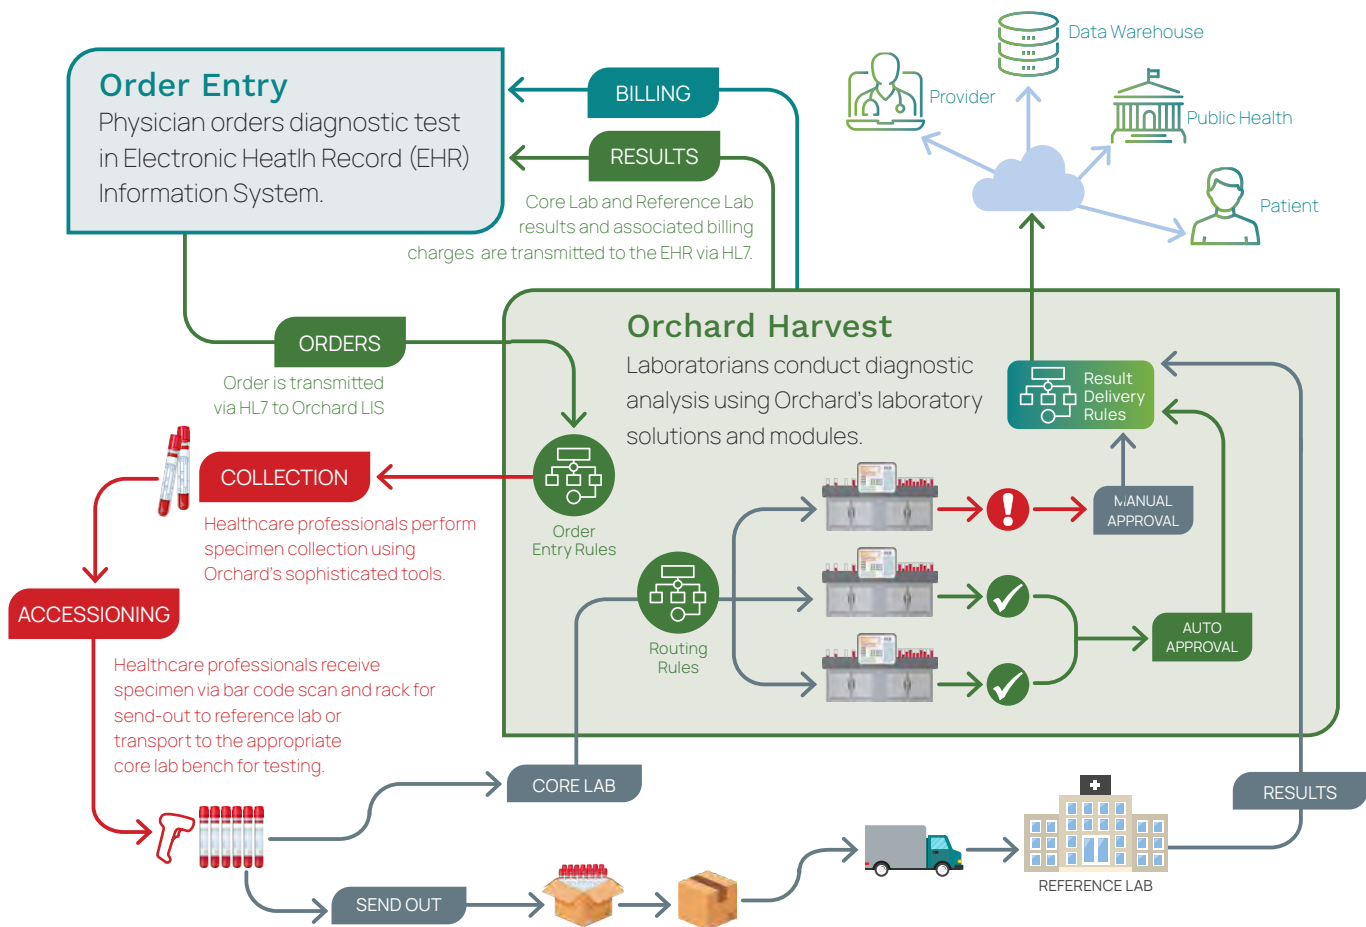 Order Entry
Physician orders diagnostic test
in Electronic Heatlh Record (EHR)
Information System.
BILLING
RESULTS
Core Lab and Reference Lab
results and associated billing
charges are transmitted to the EHR via HL7.
Data Warehouse
Provider
Public Health
Patient
ORDERS
Order is transmitted
via HL7 to Orchard LIS
Orchard Harvest
Laboratorians conduct diagnostic
analysis using Orchard's laboratory
solutions and modules.
Result
Delivery
Rules
COLLECTION
Healthcare professionals perform
specimen collection using
Orchard's sophisticated tools.
Order
Entry Rules
MANUAL
APPROVAL
ACCESSIONING
Healthcare professionals receive
specimen via bar code scan and rack for
send-out to reference lab or
transport to the appropriate
core lab bench for testing.
Routing
Rules
AUTO
APPROVAL
CORE LAB
RESULTS
SEND OUT
REFERENCE LAB